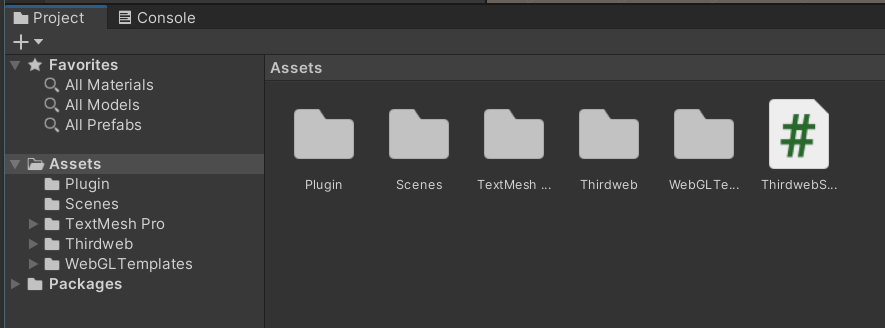 Project
Console
Favorites
All Materials
All Models
All Prefabs
Assets
Plugin
Scenes
TextMesh Pro
Thirdweb
WebGLTemplates
Packages
Assets
Plugin
Scenes
TextMesh ...
Thirdweb
WebGLTe...
ThirdwebS...